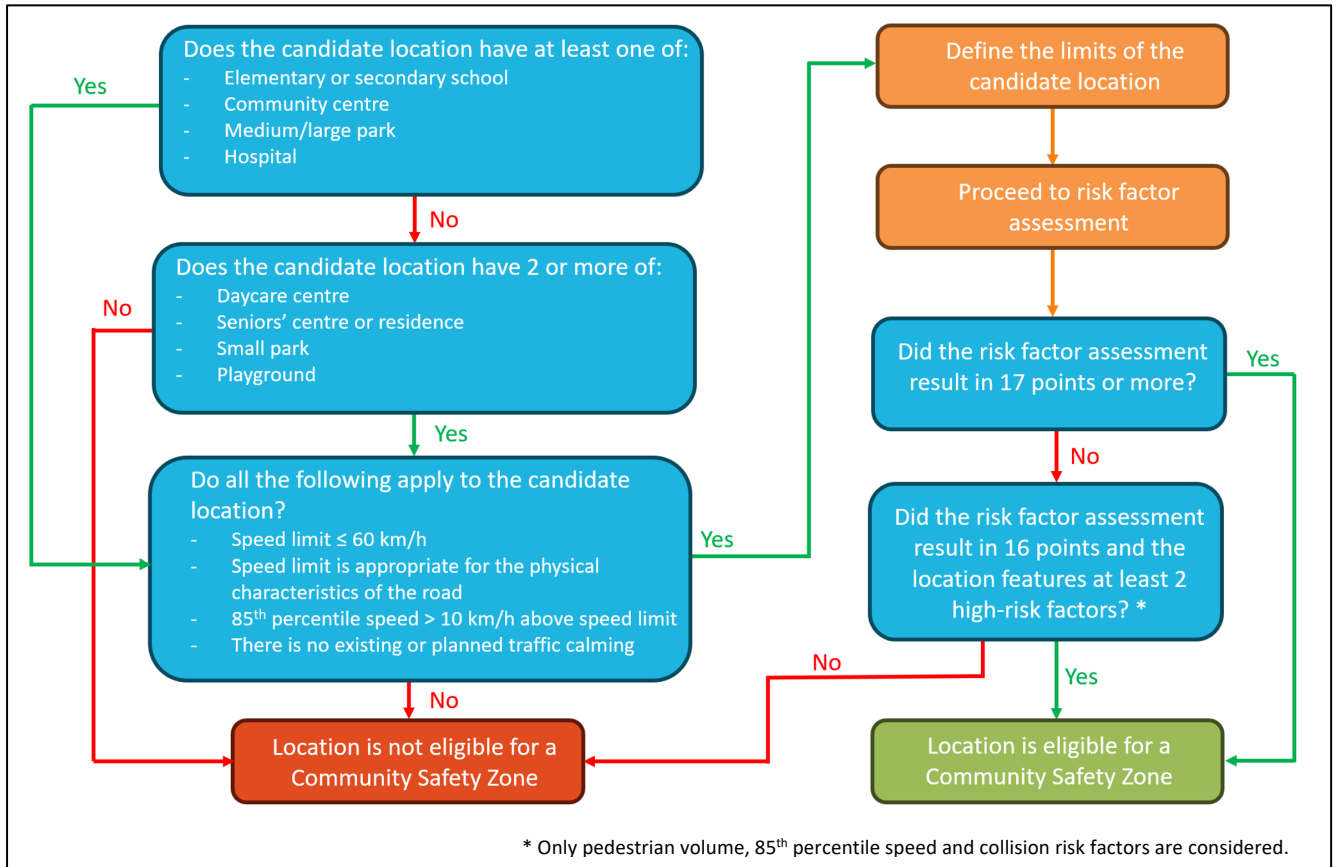 Does the candidate location have at least one of:
- Elementary or secondary school
- Community centre
- Medium/large park
- Hospital
Yes
No
Does the candidate location have 2 or more of:
- Daycare centre
- Seniors’ centre or residence
- Small park
- Playground
No
Yes
Do all the following apply to the candidate
location?
- Speed limit ≤ 60 km/h
- Speed limit is appropriate for the physical
characteristics of the road
- 85th percentile speed > 10 km/h above speed limit
- There is no existing or planned traffic calming
Yes
No
Location is not eligible for a
Community Safety Zone
Define the limits of the
candidate location
Proceed to risk factor
assessment
Did the risk factor assessment
result in 17 points or more?
Yes
No
Did the risk factor assessment
result in 16 points and the
location features at least 2
high-risk factors? *
No
Yes
Location is eligible for a
Community Safety Zone
* Only pedestrian volume, 85th percentile speed and collision risk factors are considered.